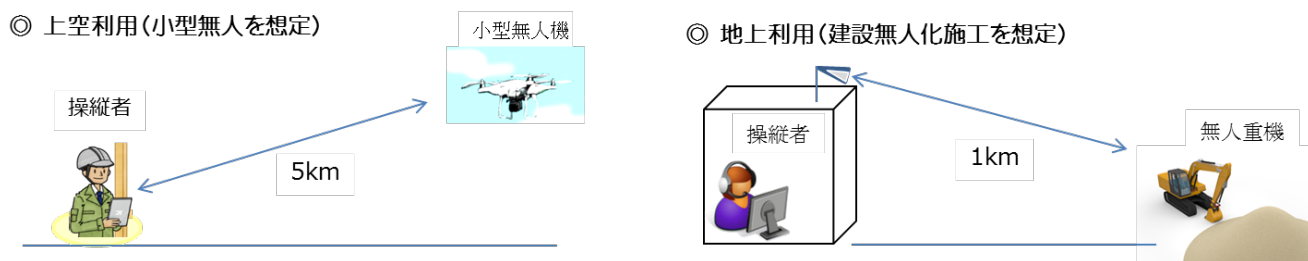 ◎ 上空利用(小型無人を想定)
小型無人機
操縦者
5km
◎ 地上利用(建設無人化施工を想定)
操縦者
1km
無人重機